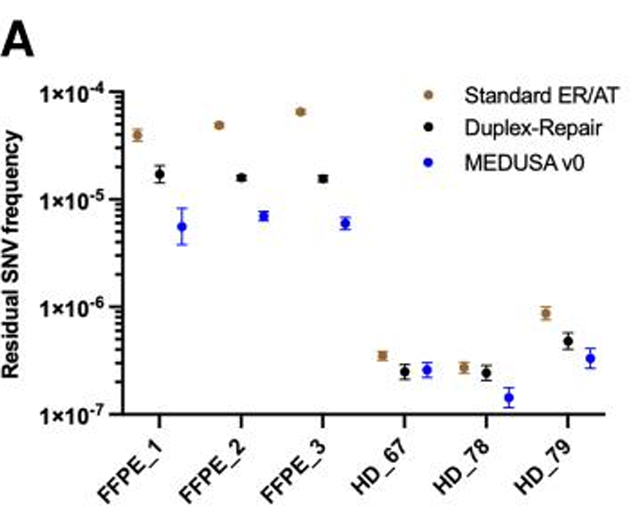 A
Residual SNV frequency
1×10⁻⁴
1×10⁻⁵
1×10⁻⁶
1×10⁻⁷
Standard ER/AT
Duplex-Repair
MEDUSA v0
FFPE_1
FFPE_2
FFPE_3
HD_67
HD_78
HD_79